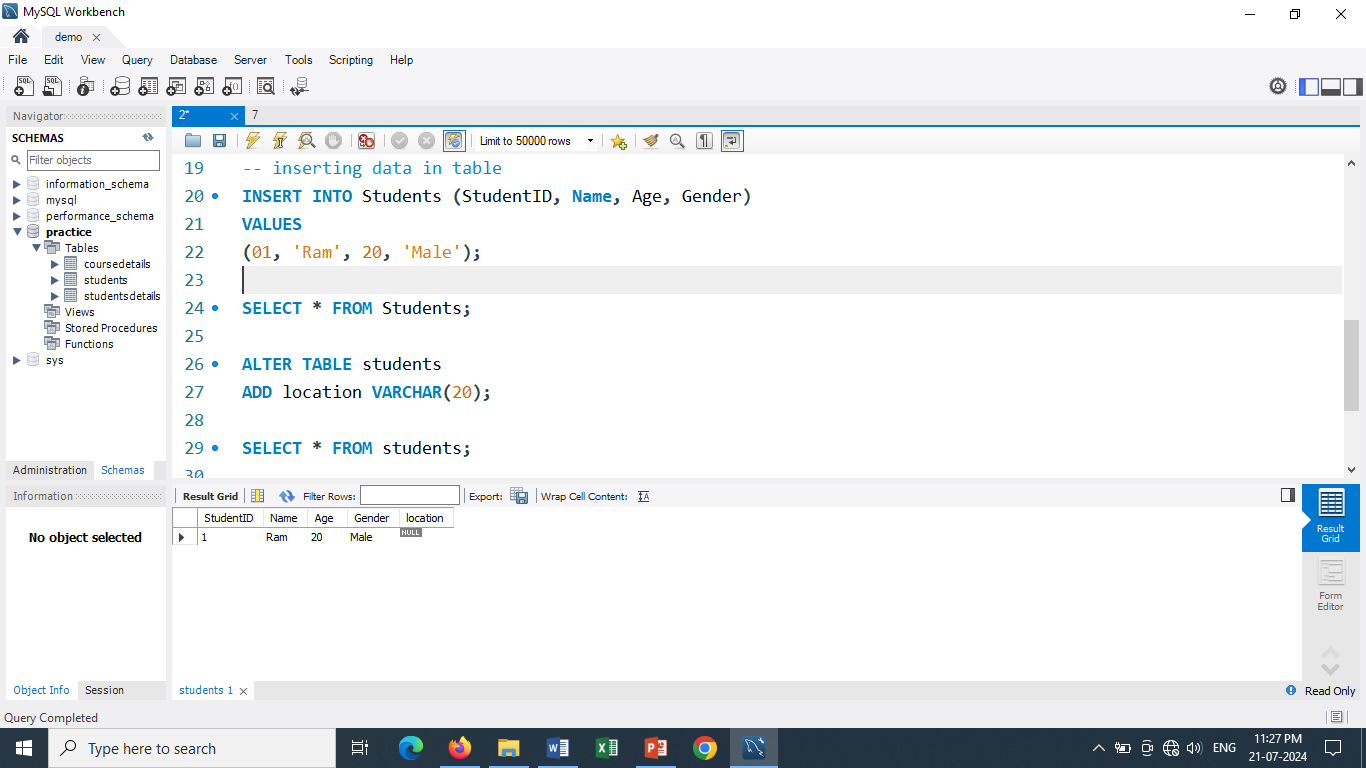 MySQL Workbench
demo
File Edit View Query Database Server Tools Scripting Help
Navigator
SCHEMAS
Filter objects
information_schema
mysql
performance_schema
practice
Tables
coursedetails
students
studentsdetails
Views
Stored Procedures
Functions
sys
Administration Schemas
Information
No object selected
Object Info Session
2* 7
Limit to 50000 rows
19 -- inserting data in table
20 INSERT INTO Students (StudentID, Name, Age, Gender)
21 VALUES
22 (01, 'Ram', 20, 'Male');
23
24 SELECT * FROM Students;
25
26 ALTER TABLE students
27 ADD location VARCHAR(20);
28
29 SELECT * FROM students;
30
Result Grid Filter Rows: Export: Wrap Cell Content:
StudentID Name Age Gender location
1 Ram 20 Male NULL
Result
Grid
Form
Editor
students 1
Read Only
Query Completed
Type here to search
ENG
11:27 PM
21-07-2024